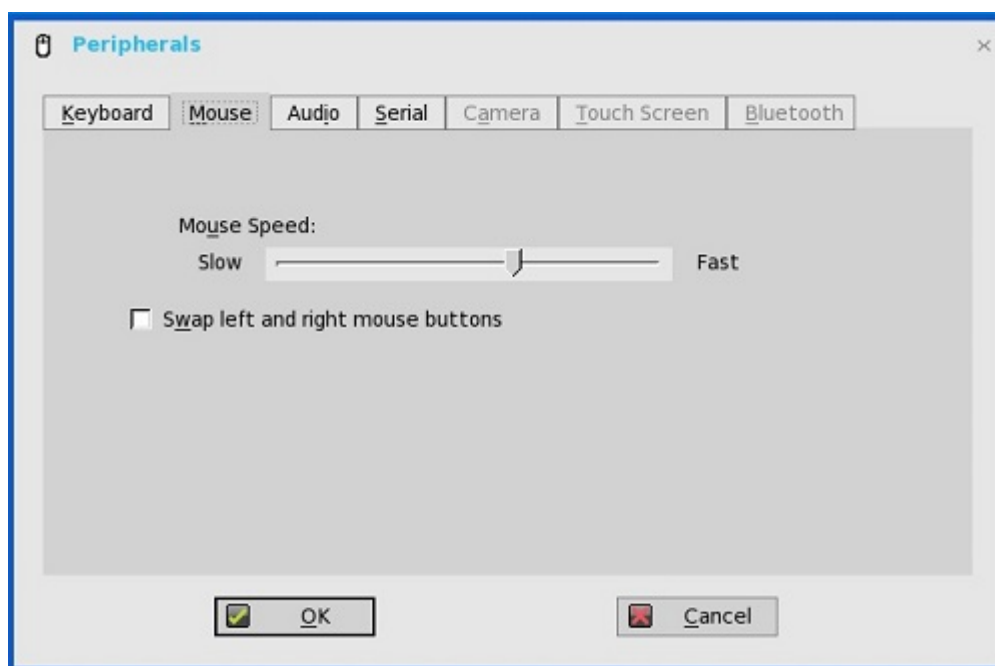 Peripherals
Keyboard Mouse Audio Serial Camera Touch Screen Bluetooth
Mouse Speed:
Slow Fast
Swap left and right mouse buttons
OK Cancel